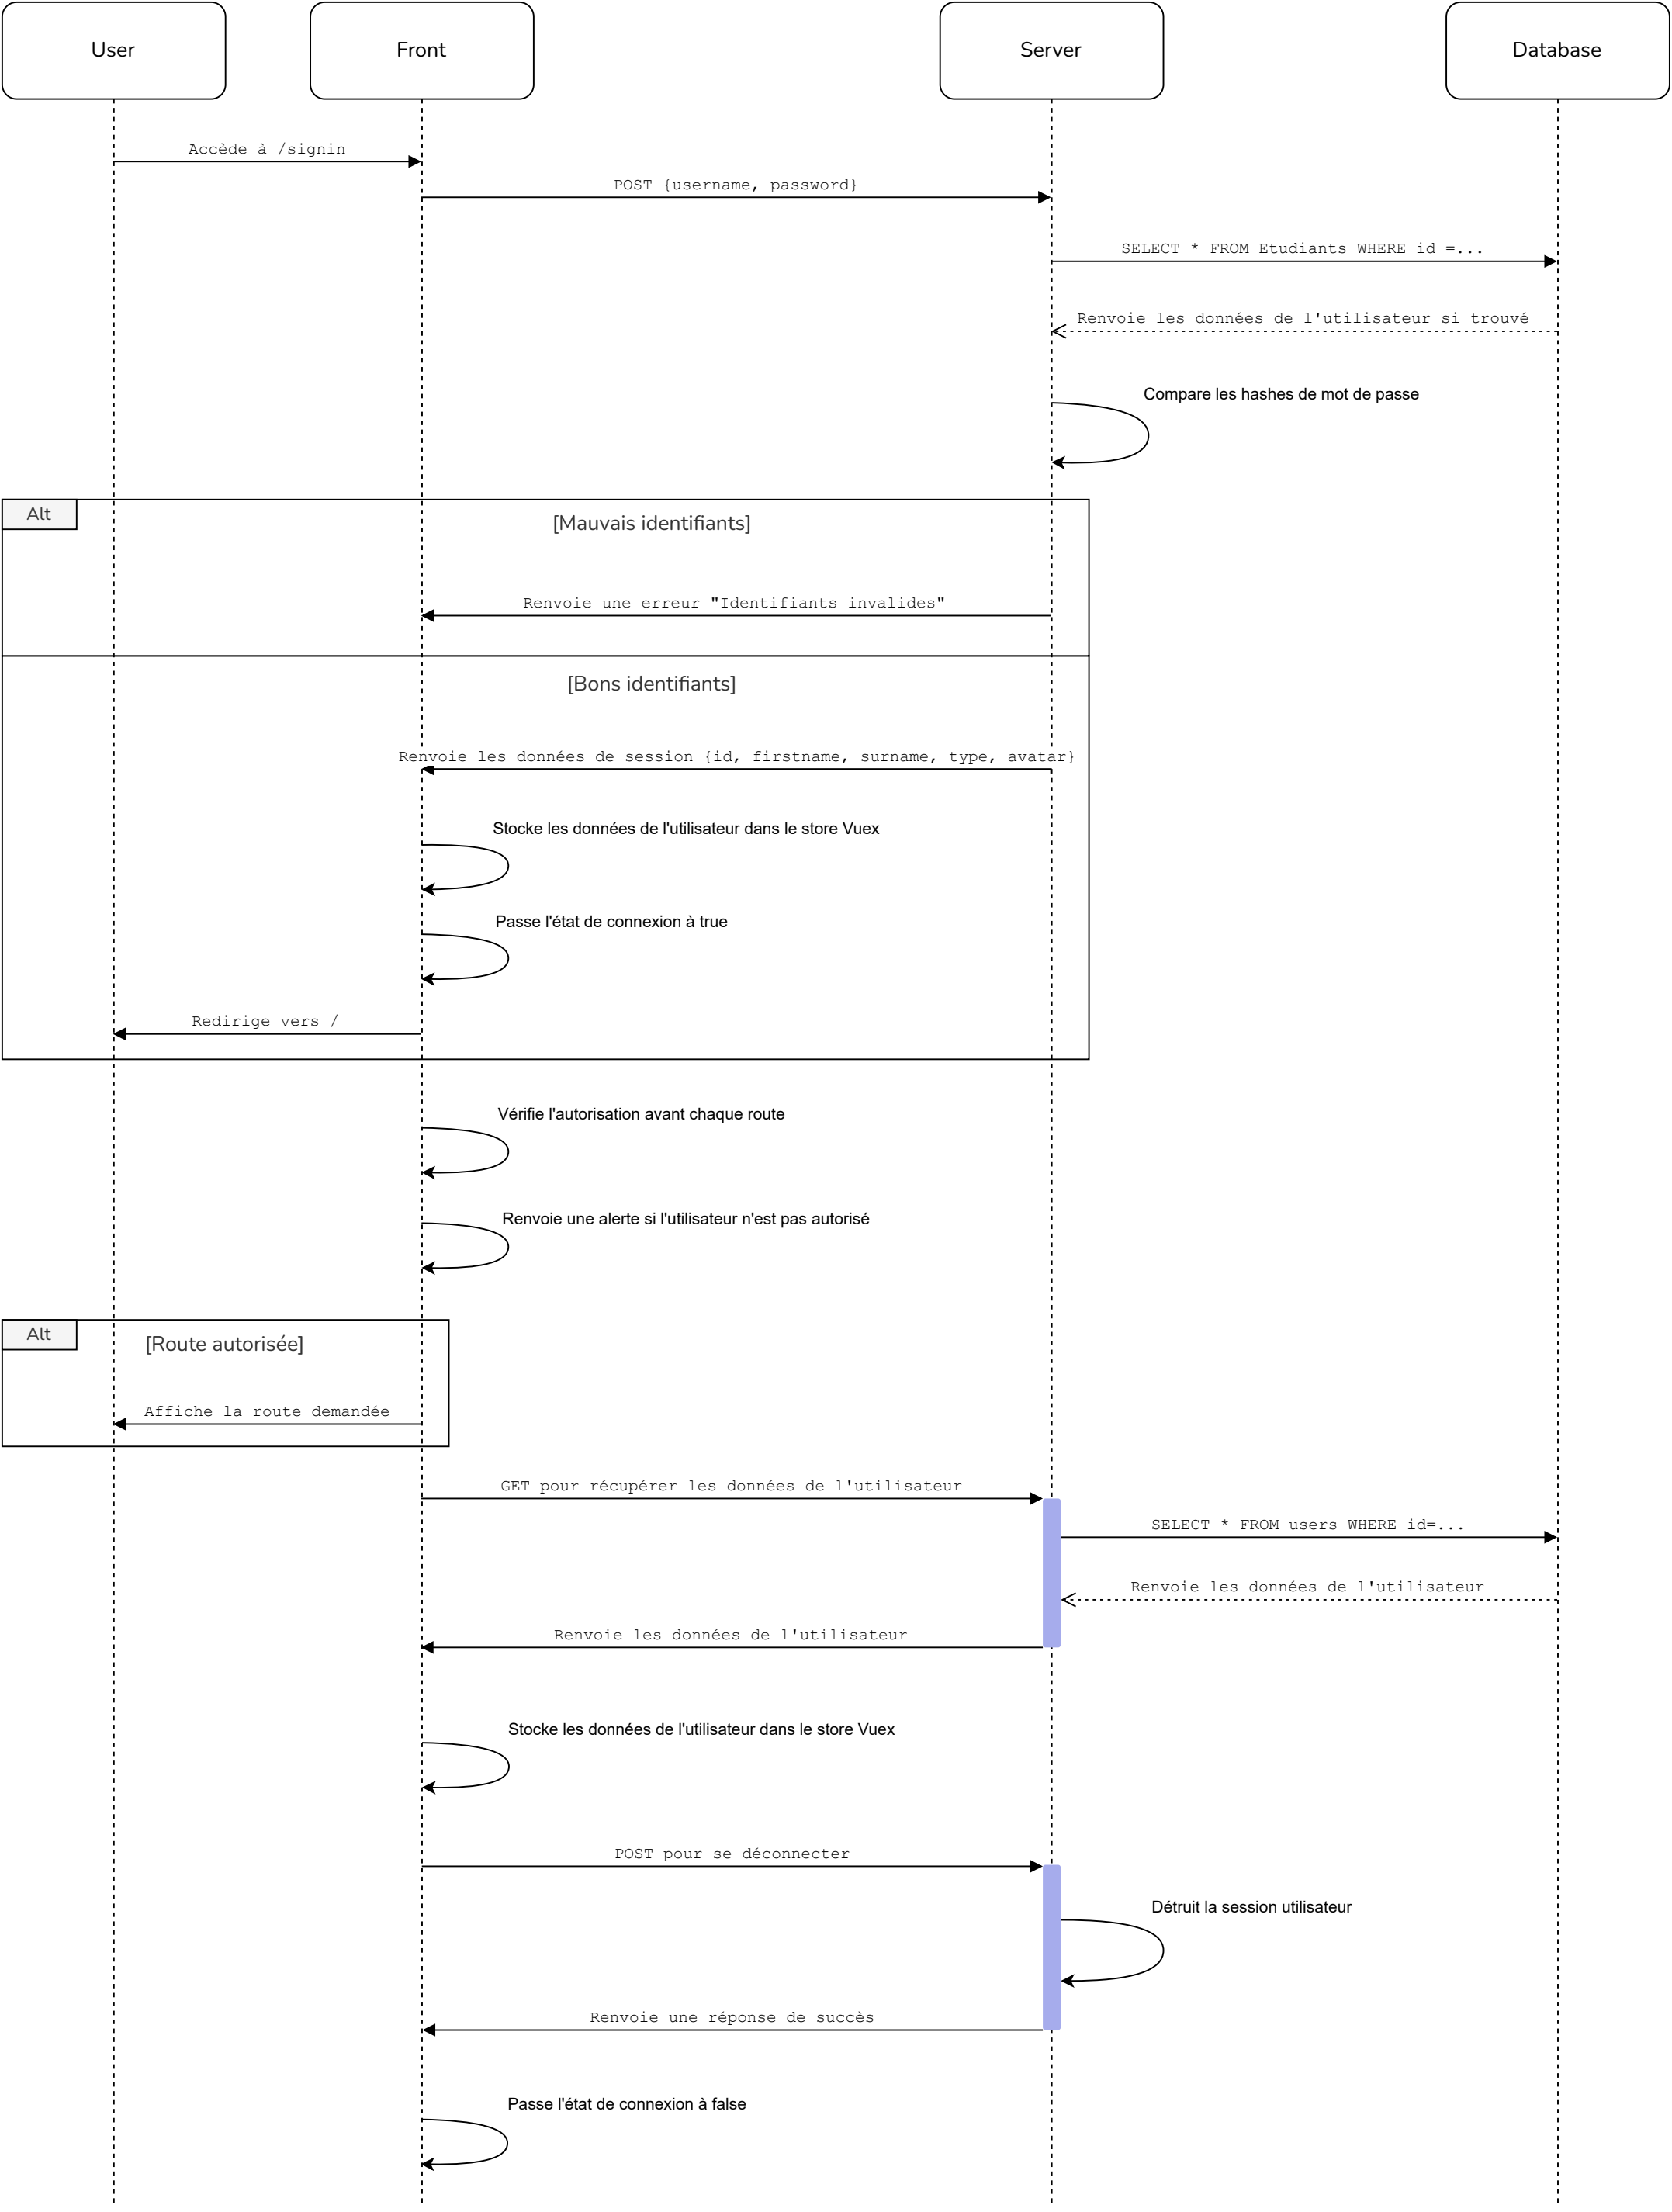 User
Front
Server
Database
Accède à /signin
POST {username, password}
SELECT * FROM Etudiants WHERE id =...
Renvoie les données de l'utilisateur si trouvé
Compare les hashes de mot de passe
Alt
[Mauvais identifiants]
Renvoie une erreur "Identifiants invalides"
[Bons identifiants]
Renvoie les données de session {id, firstname, surname, type, avatar}
Stocke les données de l'utilisateur dans le store Vuex
Passe l'état de connexion à true
Redirige vers /
Vérifie l'autorisation avant chaque route
Renvoie une alerte si l'utilisateur n'est pas autorisé
Alt
[Route autorisée]
Affiche la route demandée
GET pour récupérer les données de l'utilisateur
SELECT * FROM users WHERE id=...
Renvoie les données de l'utilisateur
Renvoie les données de l'utilisateur
Stocke les données de l'utilisateur dans le store Vuex
POST pour se déconnecter
Détruit la session utilisateur
Renvoie une réponse de succès
Passe l'état de connexion à false